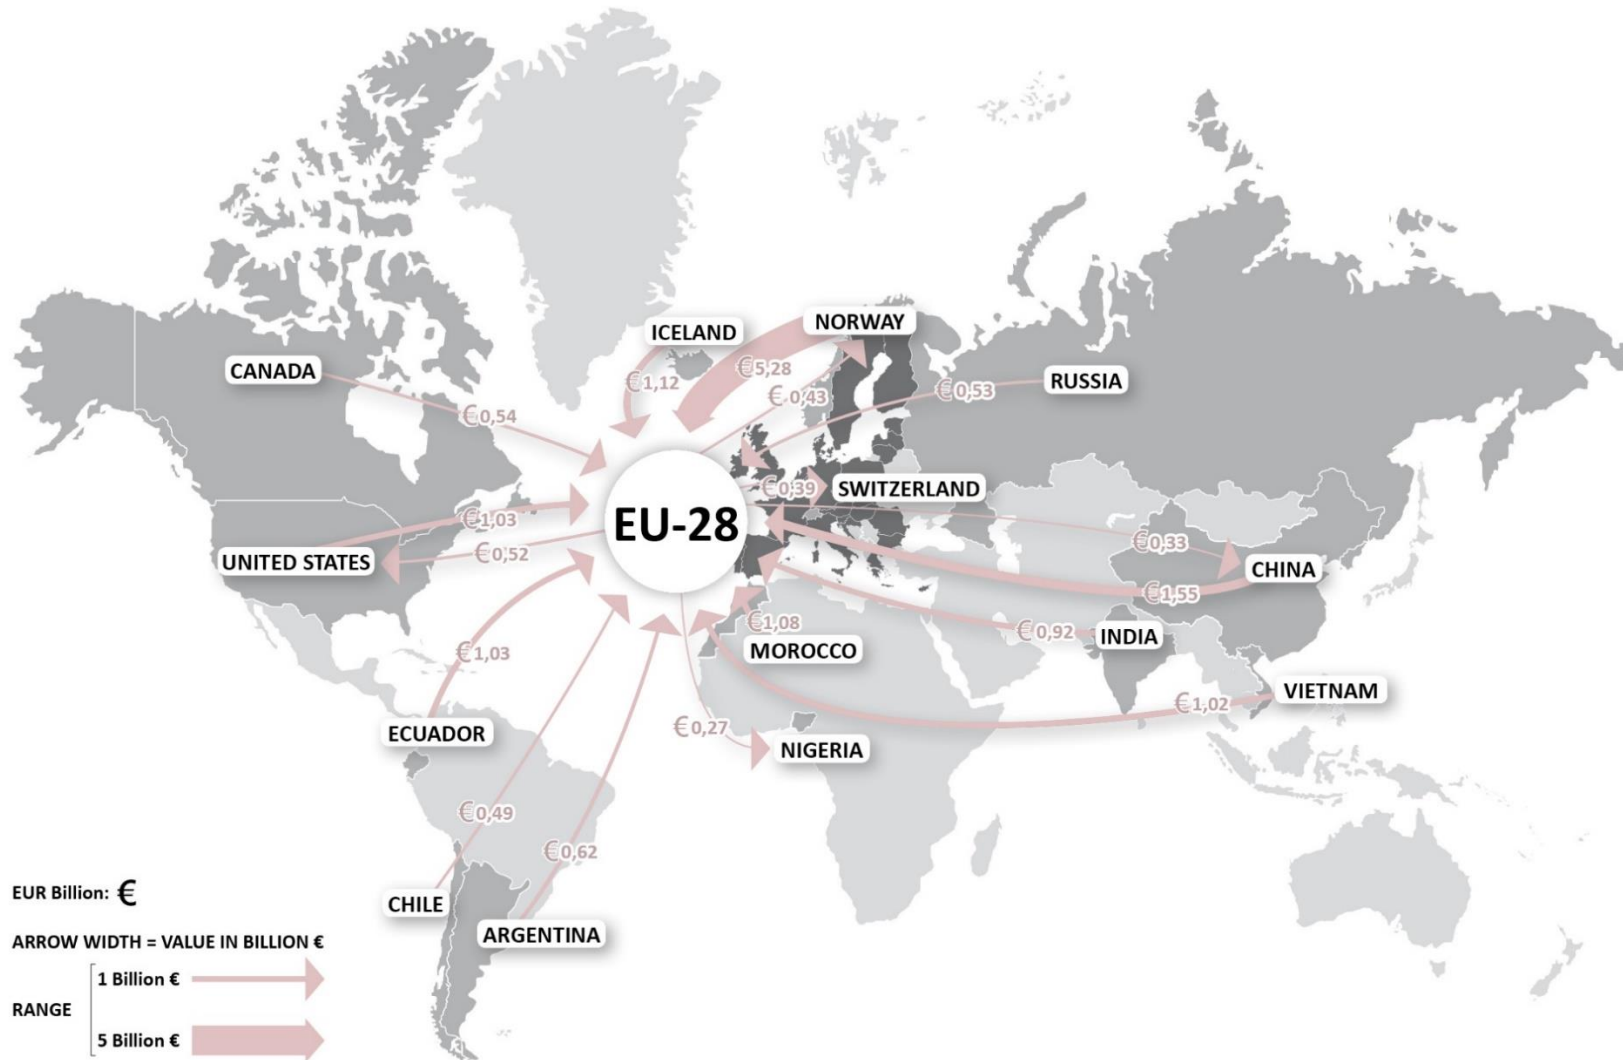 ICELAND
NORWAY
€1,12
€5,28
CANADA
RUSSIA
€0,43
€0,53
€0,54
SWITZERLAND
€0,39
EU-28
€1,03
UNITED STATES
€0,52
€0,33
CHINA
€1,55
€1,08
MOROCCO
€0,92
INDIA
€1,03
VIETNAM
€1,02
ECUADOR
€0,27
NIGERIA
€0,49
€0,62
CHILE
ARGENTINA
EUR Billion: €
ARROW WIDTH = VALUE IN BILLION €
RANGE
1 Billion €
5 Billion €